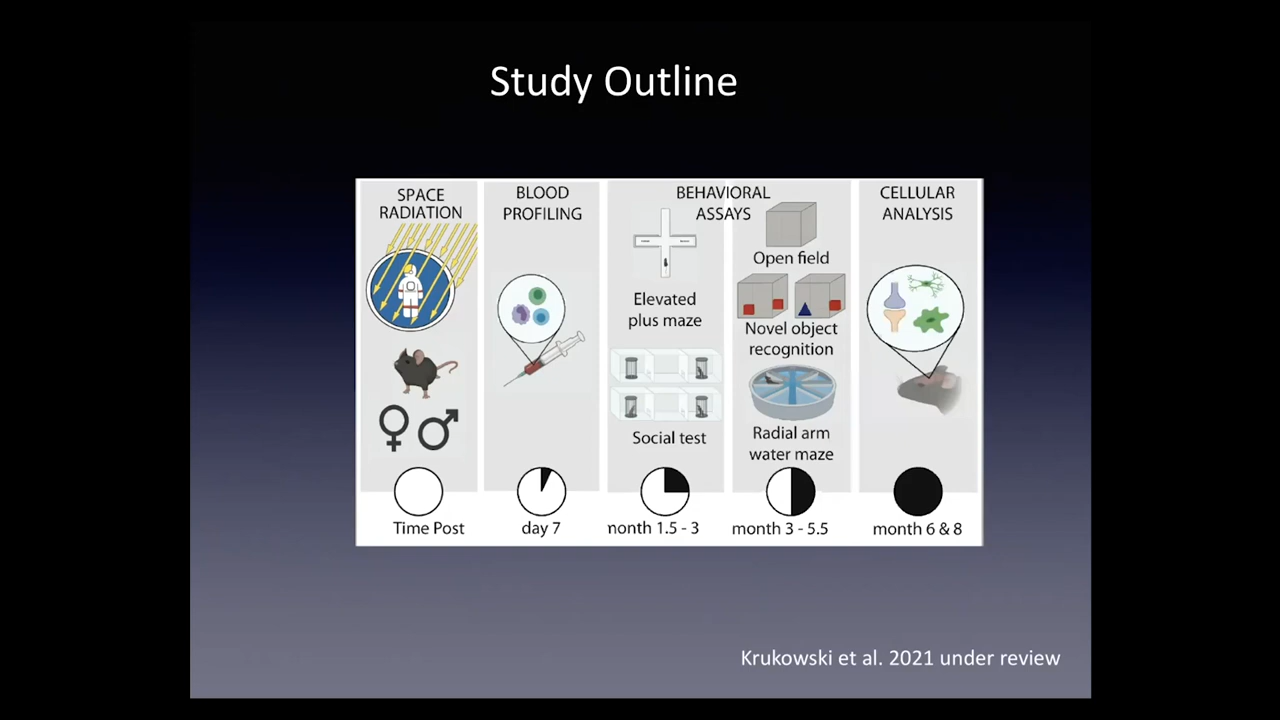 Study Outline
SPACE
RADIATION
Time Post
BLOOD
PROFILING
day 7
BEHAVIORAL
ASSAYS
Elevated
plus maze
Social test
nonth 1.5 - 3
Open field
Novel object
recognition
Radial arm
water maze
month 3 - 5.5
CELLULAR
ANALYSIS
month 6 & 8
Krukowski et al. 2021 under review